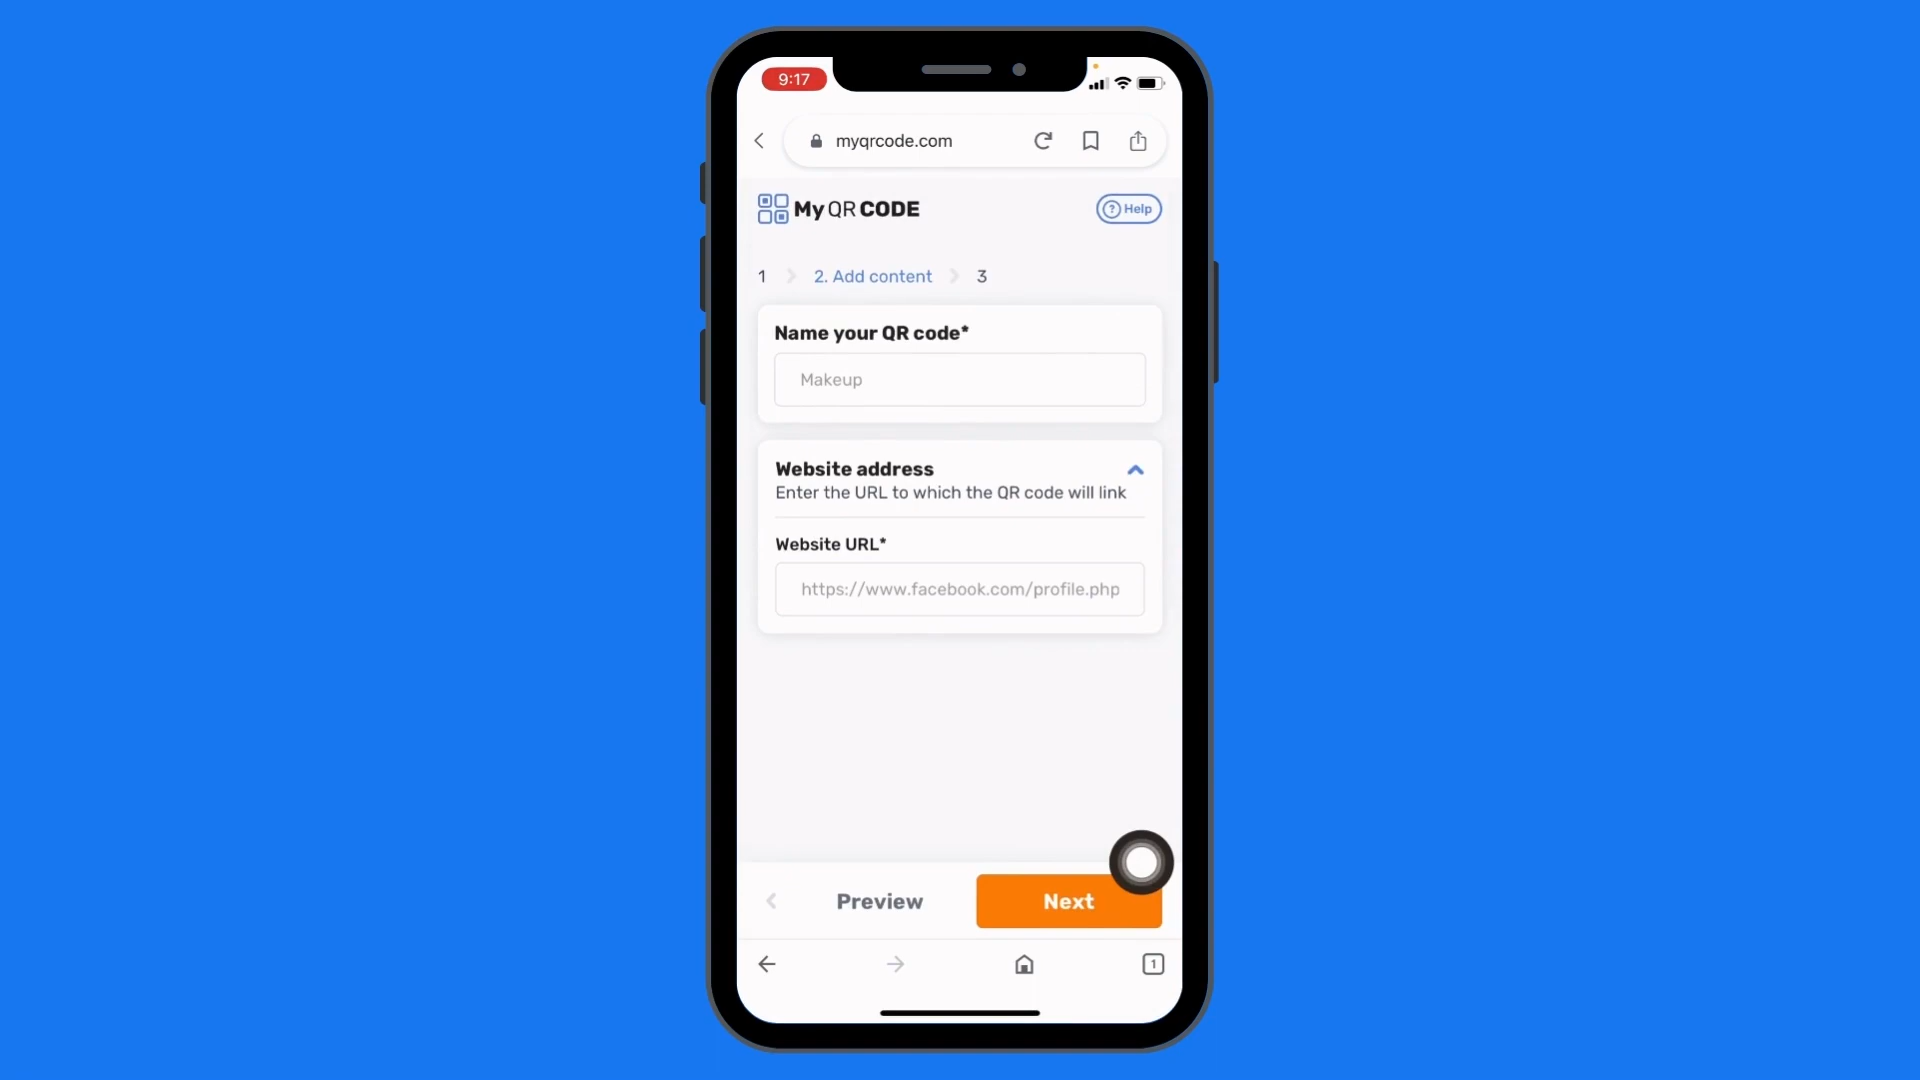 9:17
myqrcode.com
My QR CODE
? Help
1
2. Add content
3
Name your QR code*
Makeup
Website address
Enter the URL to which the QR code will link
Website URL*
https://www.facebook.com/profile.php
Preview
Next
1